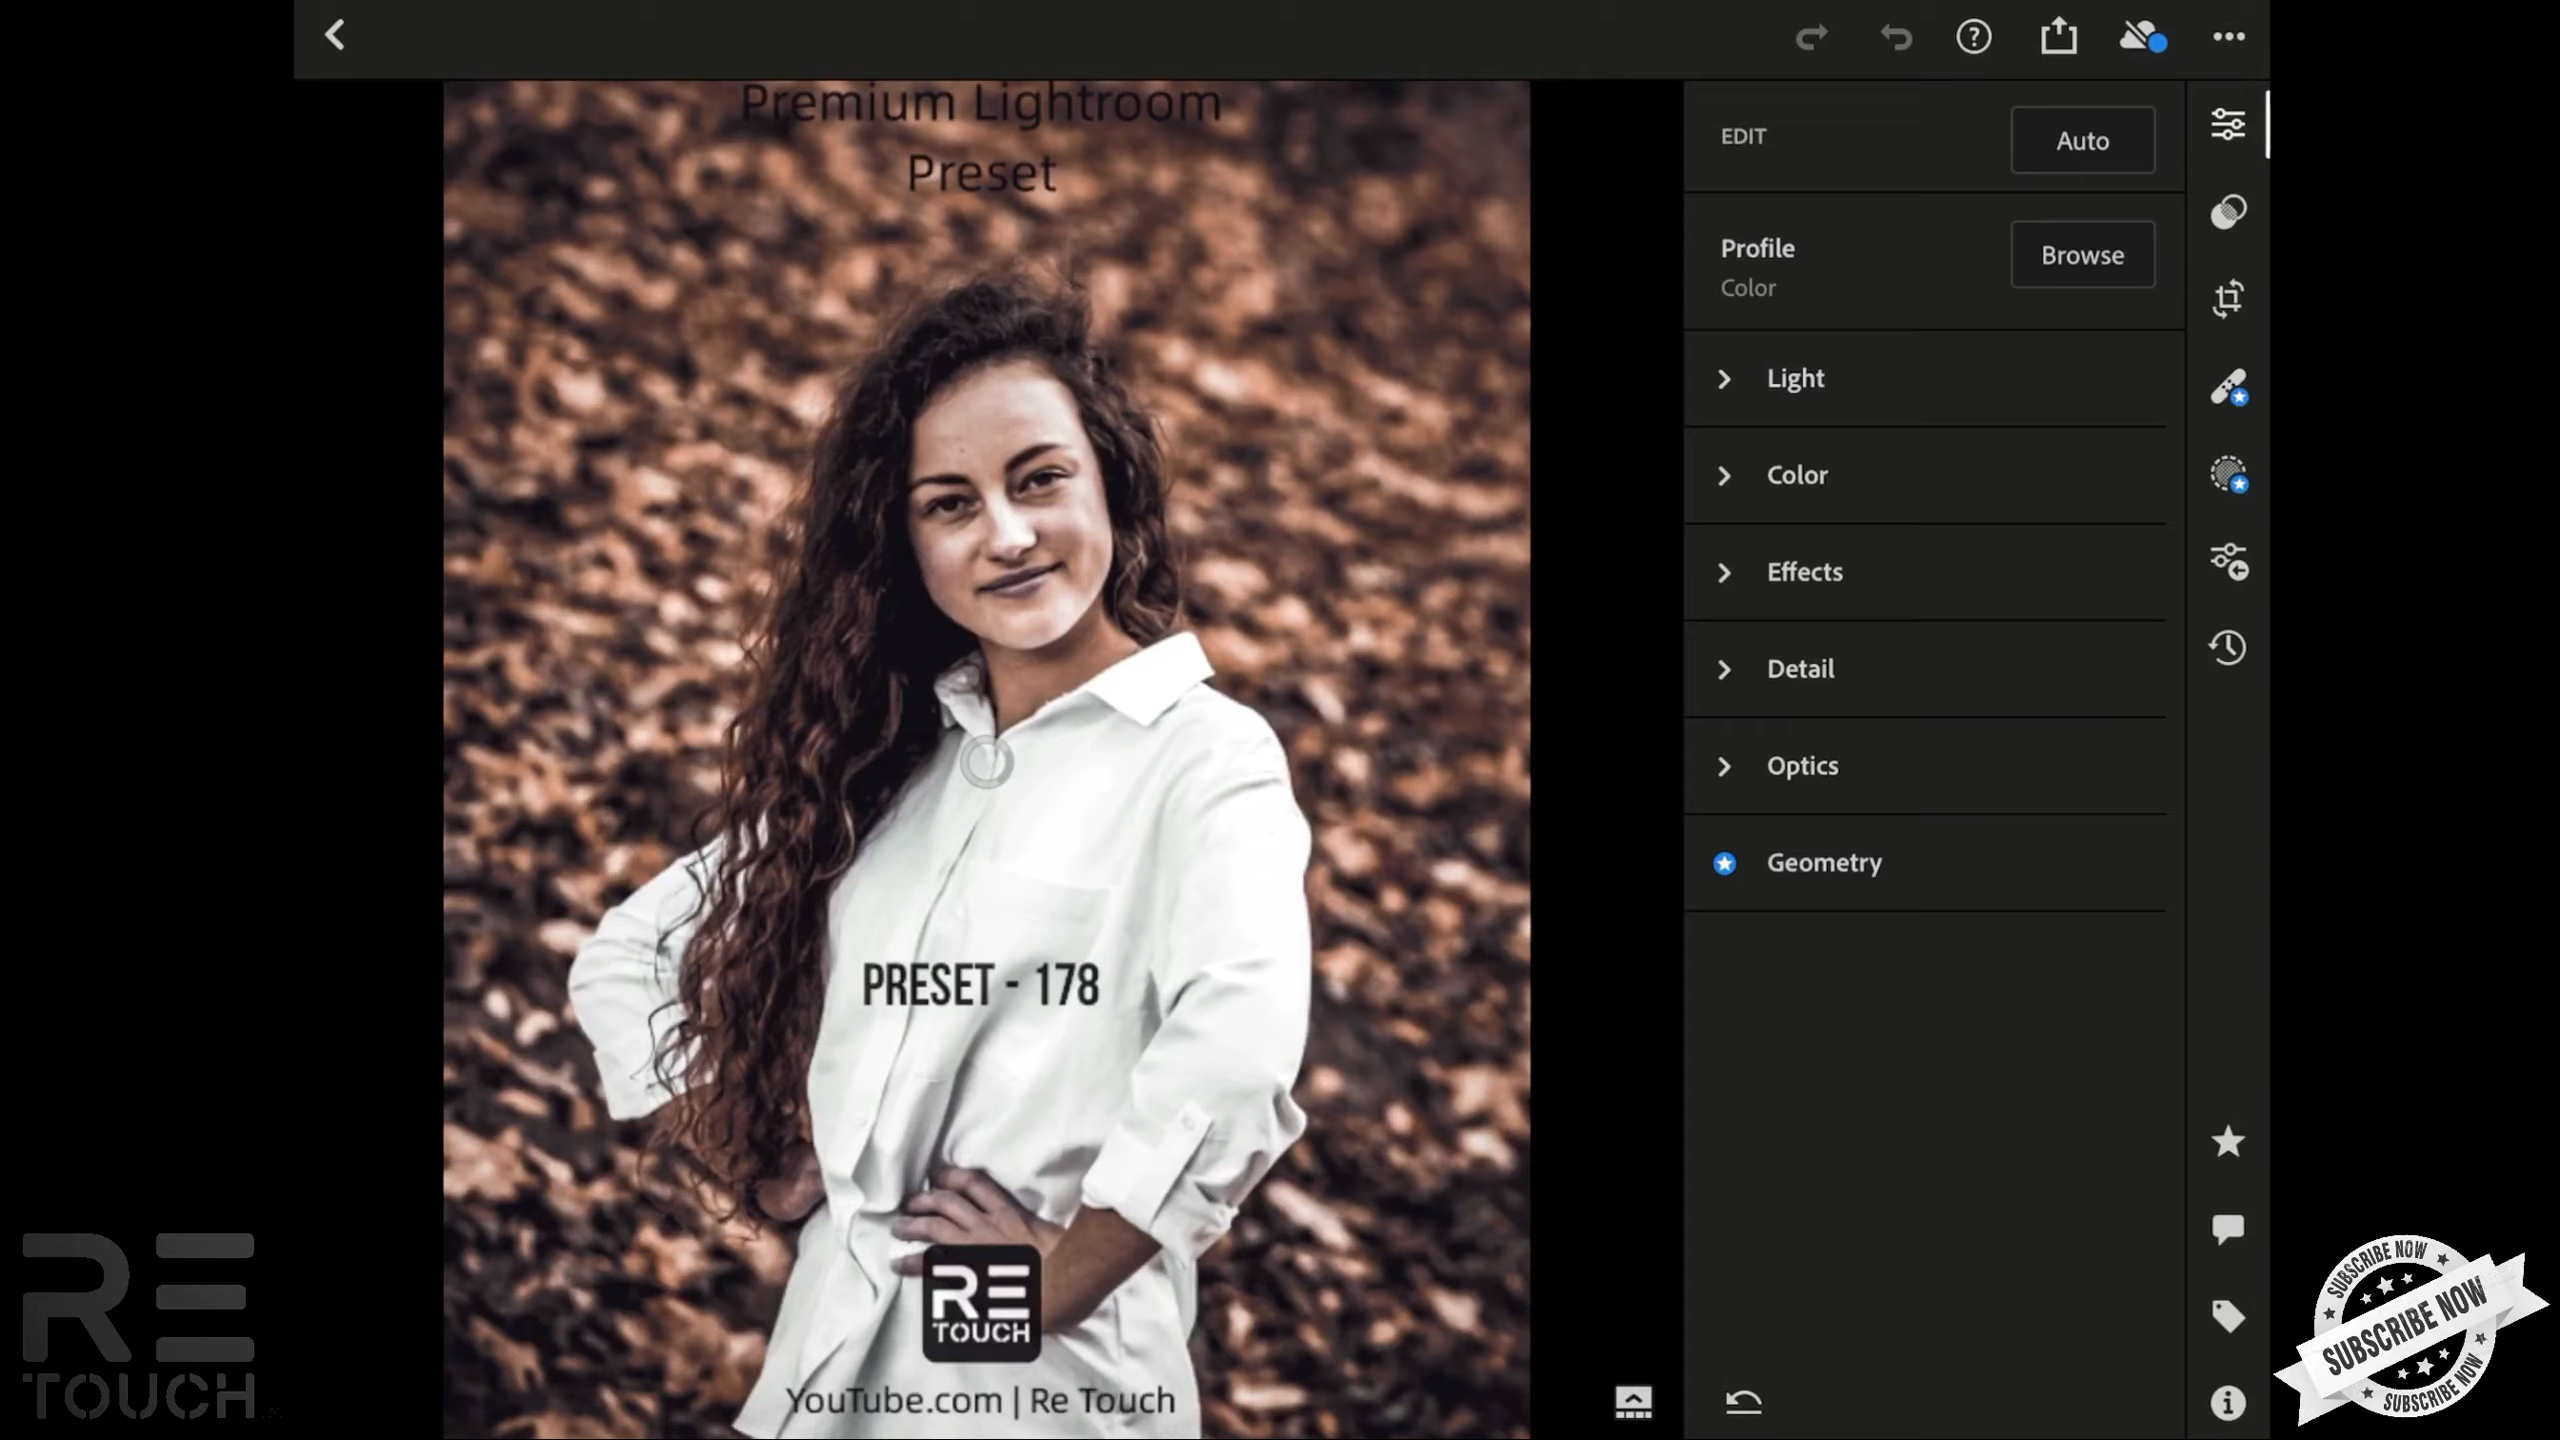 Premium Lightroom
Preset
EDIT
Auto
Profile
Color
Browse
Light
Color
Effects
Detail
Optics
Geometry
PRESET - 178
RE
TOUCH
YouTube.com | Re Touch
RE
TOUCH
SUBSCRIBE NOW
SUBSCRIBE NOW
SUBSCRIBE NOW